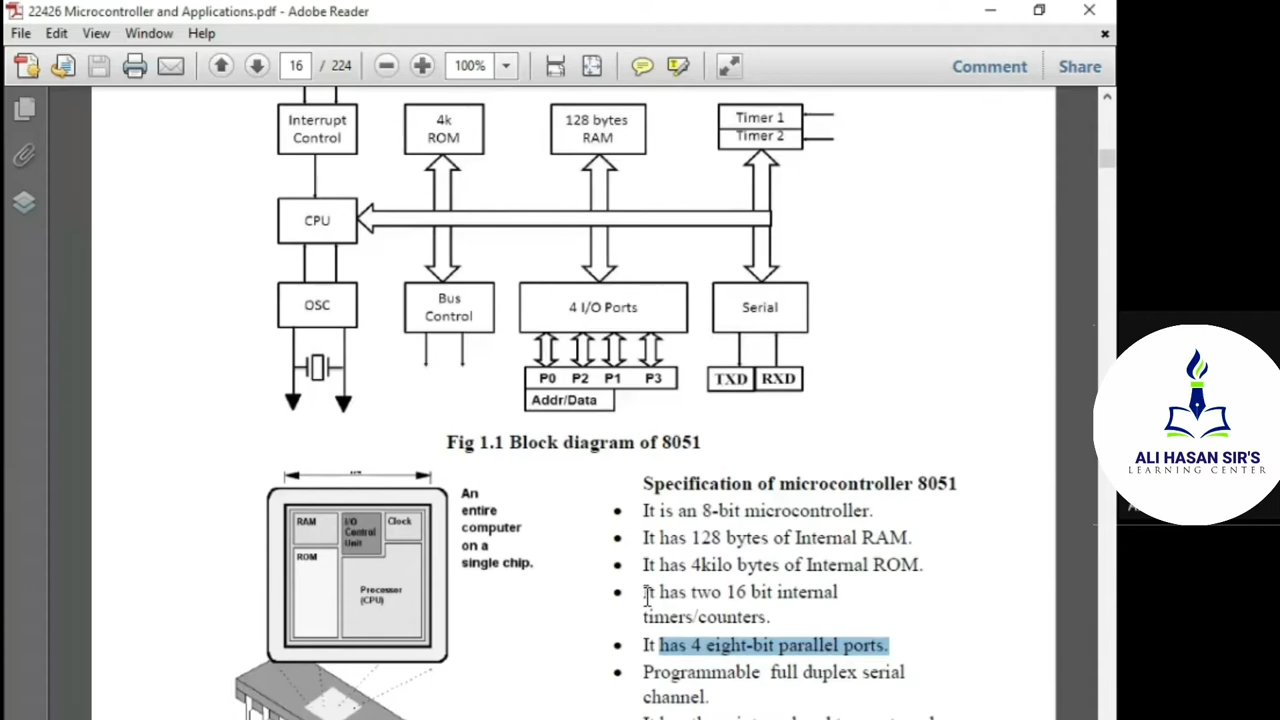 22426 Microcontroller and Applications.pdf - Adobe Reader
File Edit View Window Help
16 / 224
100%
Comment Share
Interrupt
Control
4k
ROM
128 bytes
RAM
Timer 1
Timer 2
CPU
OSC
Bus
Control
4 I/O Ports
Serial
P0 P2 P1 P3
TXD RXD
Addr/Data
Fig 1.1 Block diagram of 8051
RAM
I/O
Control
Unit
Clock
ROM
Processor
(CPU)
An
entire
computer
on a
single chip.
Specification of microcontroller 8051
• It is an 8-bit microcontroller.
• It has 128 bytes of Internal RAM.
• It has 4kilo bytes of Internal ROM.
• It has two 16 bit internal
timers/counters.
• It has 4 eight-bit parallel ports.
• Programmable full duplex serial
channel.
ALI HASAN SIR'S
LEARNING CENTER